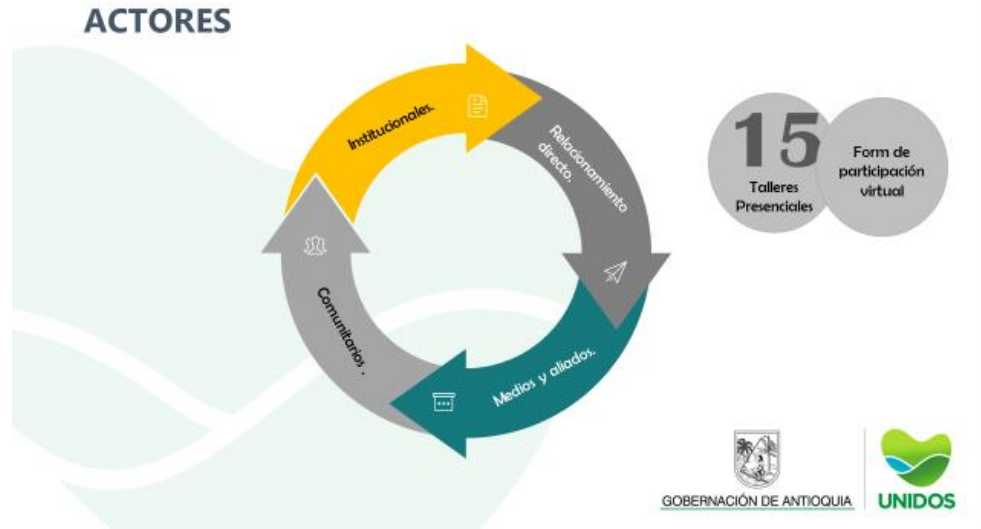 ACTORES
Institucionales.
Relacionamiento
directo.
Medios y aliados.
Comunitarios .
15
Talleres
Presenciales
Form de
participación
virtual
GOBERNACIÓN DE ANTIOQUIA
UNIDOS